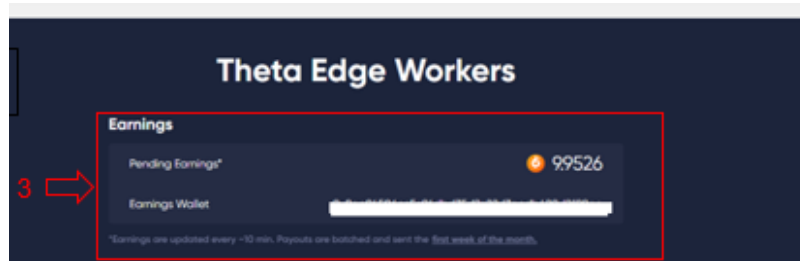 Theta Edge Workers
Earnings
Pending Earnings* 9.9526
3
Earnings Wallet
*Earnings are updated every ~10 min. Payouts are batched and sent the first week of the month.